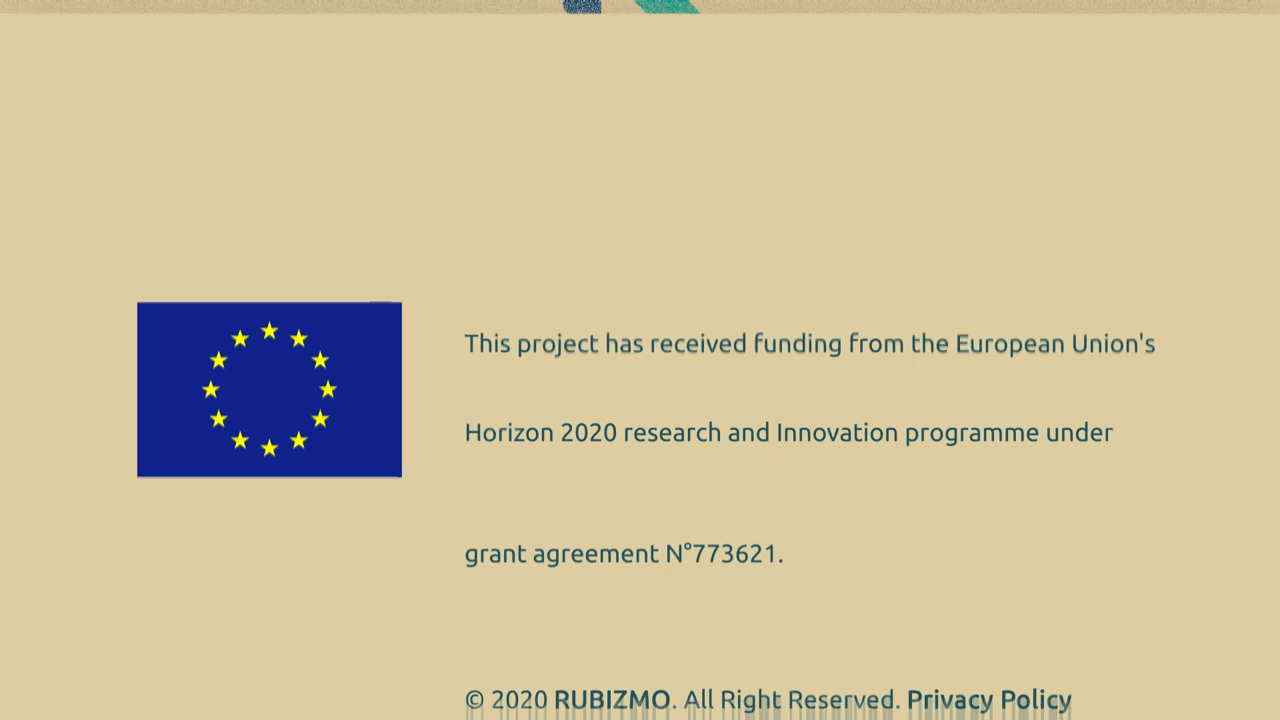 This project has received funding from the European Union's
Horizon 2020 research and Innovation programme under
grant agreement N°773621.
© 2020 RUBIZMO. All Right Reserved. Privacy Policy